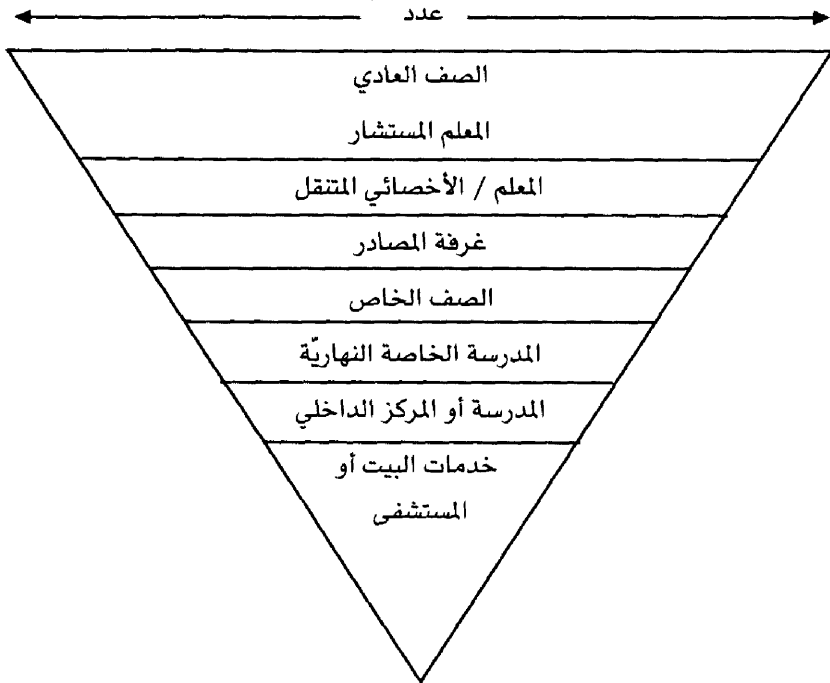 عدد
الصف العادي
المعلم المستشار
المعلم / الأخصائي المتنقل
غرفة المصادر
الصف الخاص
المدرسة الخاصة النهاريّة
المدرسة أو المركز الداخلي
خدمات البيت أو
المستشفى